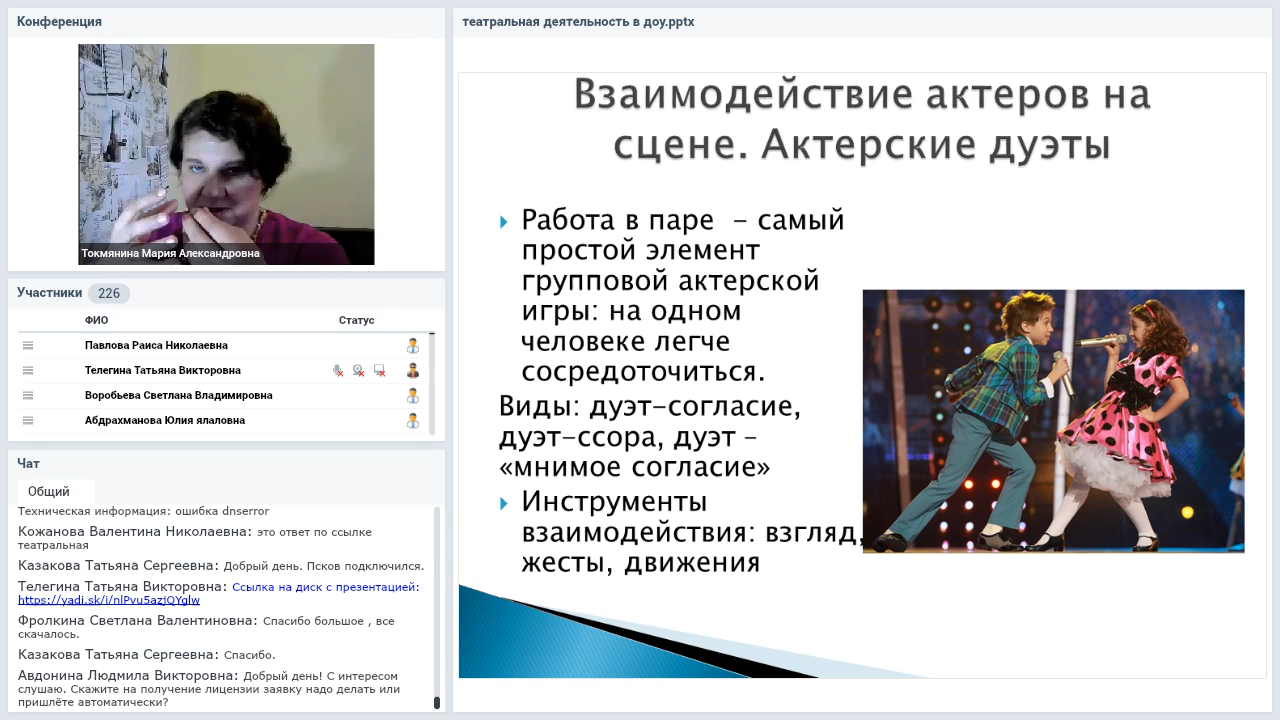 Конференция
Токмянина Мария Александровна
Участники 226
ФИО Статус
Павлова Раиса Николаевна
Телегина Татьяна Викторовна
Воробьева Светлана Владимировна
Абдрахманова Юлия ялаловна
Чат
Общий
Техническая информация: ошибка dnserror
Кожанова Валентина Николаевна: это ответ по ссылке
театральная
Казакова Татьяна Сергеевна: Добрый день. Псков подключился.
Телегина Татьяна Викторовна: Ссылка на диск с презентацией:
https://yadi.sk/i/nlPvu5azjQYglw
Фролкина Светлана Валентиновна: Спасибо большое , все
скачалось.
Казакова Татьяна Сергеевна: Спасибо.
Авдонина Людмила Викторовна: Добрый день! С интересом
слушаю. Скажите на получение лицензии заявку надо делать или
пришлёте автоматически?
театральная деятельность в доу.pptx
Взаимодействие актеров на
сцене. Актерские дуэты
Работа в паре – самый
простой элемент
групповой актерской
игры: на одном
человеке легче
сосредоточиться.
Виды: дуэт-согласие,
дуэт-ссора, дуэт –
«мнимое согласие»
Инструменты
взаимодействия: взгляд,
жесты, движения